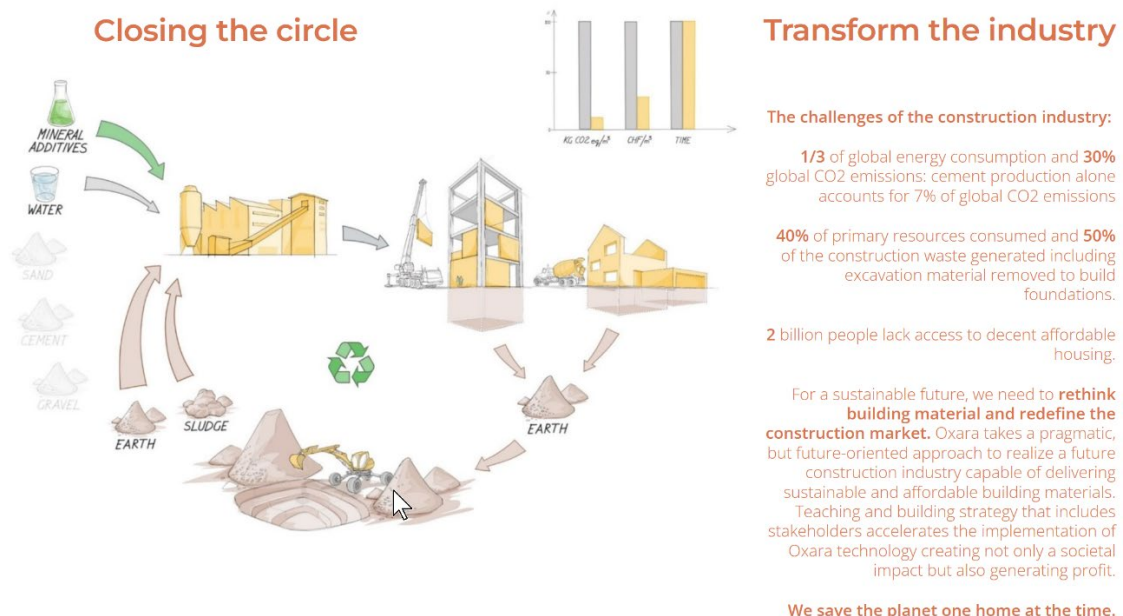 Closing the circle
MINERAL
ADDITIVES
WATER
SAND
CEMENT
GRAVEL
EARTH
SLUDGE
EARTH
KG CO2 eq/m³
CHF/m³
TIME
Transform the industry
The challenges of the construction industry:
1/3 of global energy consumption and 30%
global CO2 emissions: cement production alone
accounts for 7% of global CO2 emissions
40% of primary resources consumed and 50%
of the construction waste generated including
excavation material removed to build
foundations.
2 billion people lack access to decent affordable
housing.
For a sustainable future, we need to rethink
building material and redefine the
construction market. Oxara takes a pragmatic,
but future-oriented approach to realize a future
construction industry capable of delivering
sustainable and affordable building materials.
Teaching and building strategy that includes
stakeholders accelerates the implementation of
Oxara technology creating not only a societal
impact but also generating profit.
We save the planet one home at the time.